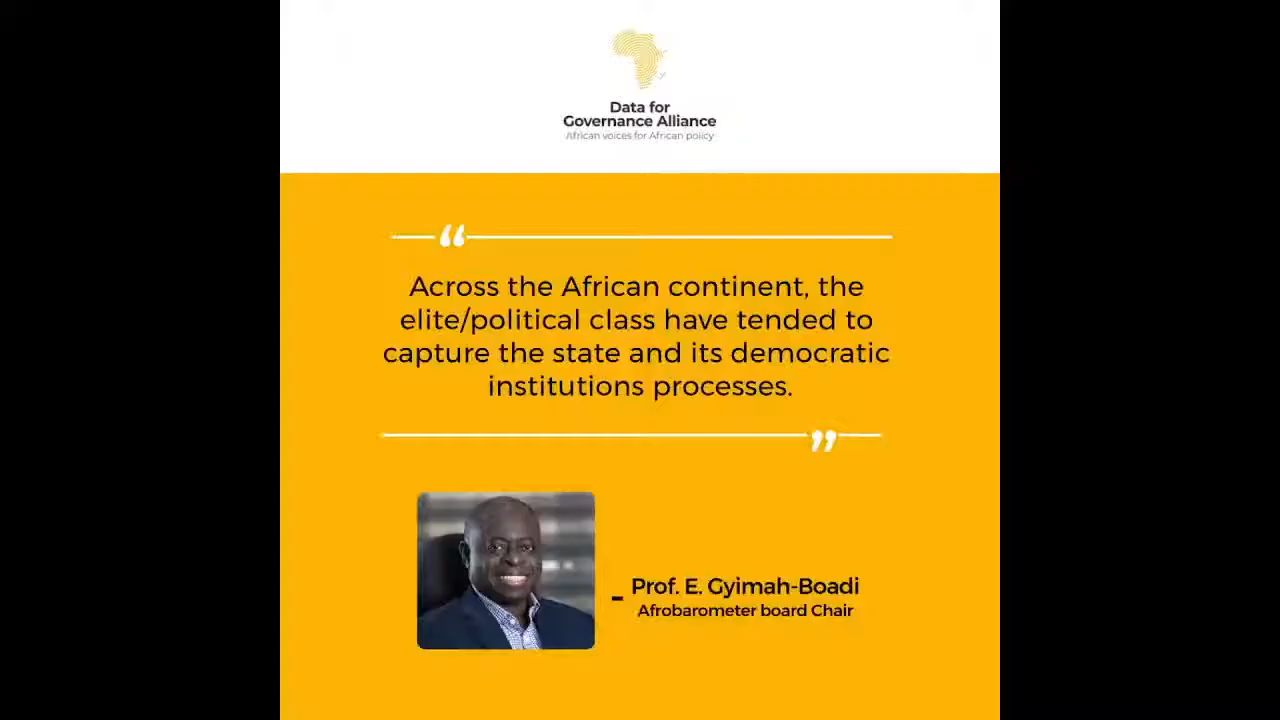 Data for
Governance Alliance
African voices for African policy
“
Across the African continent, the
elite/political class have tended to
capture the state and its democratic
institutions processes.
”
- Prof. E. Gyimah-Boadi
Afrobarometer board Chair